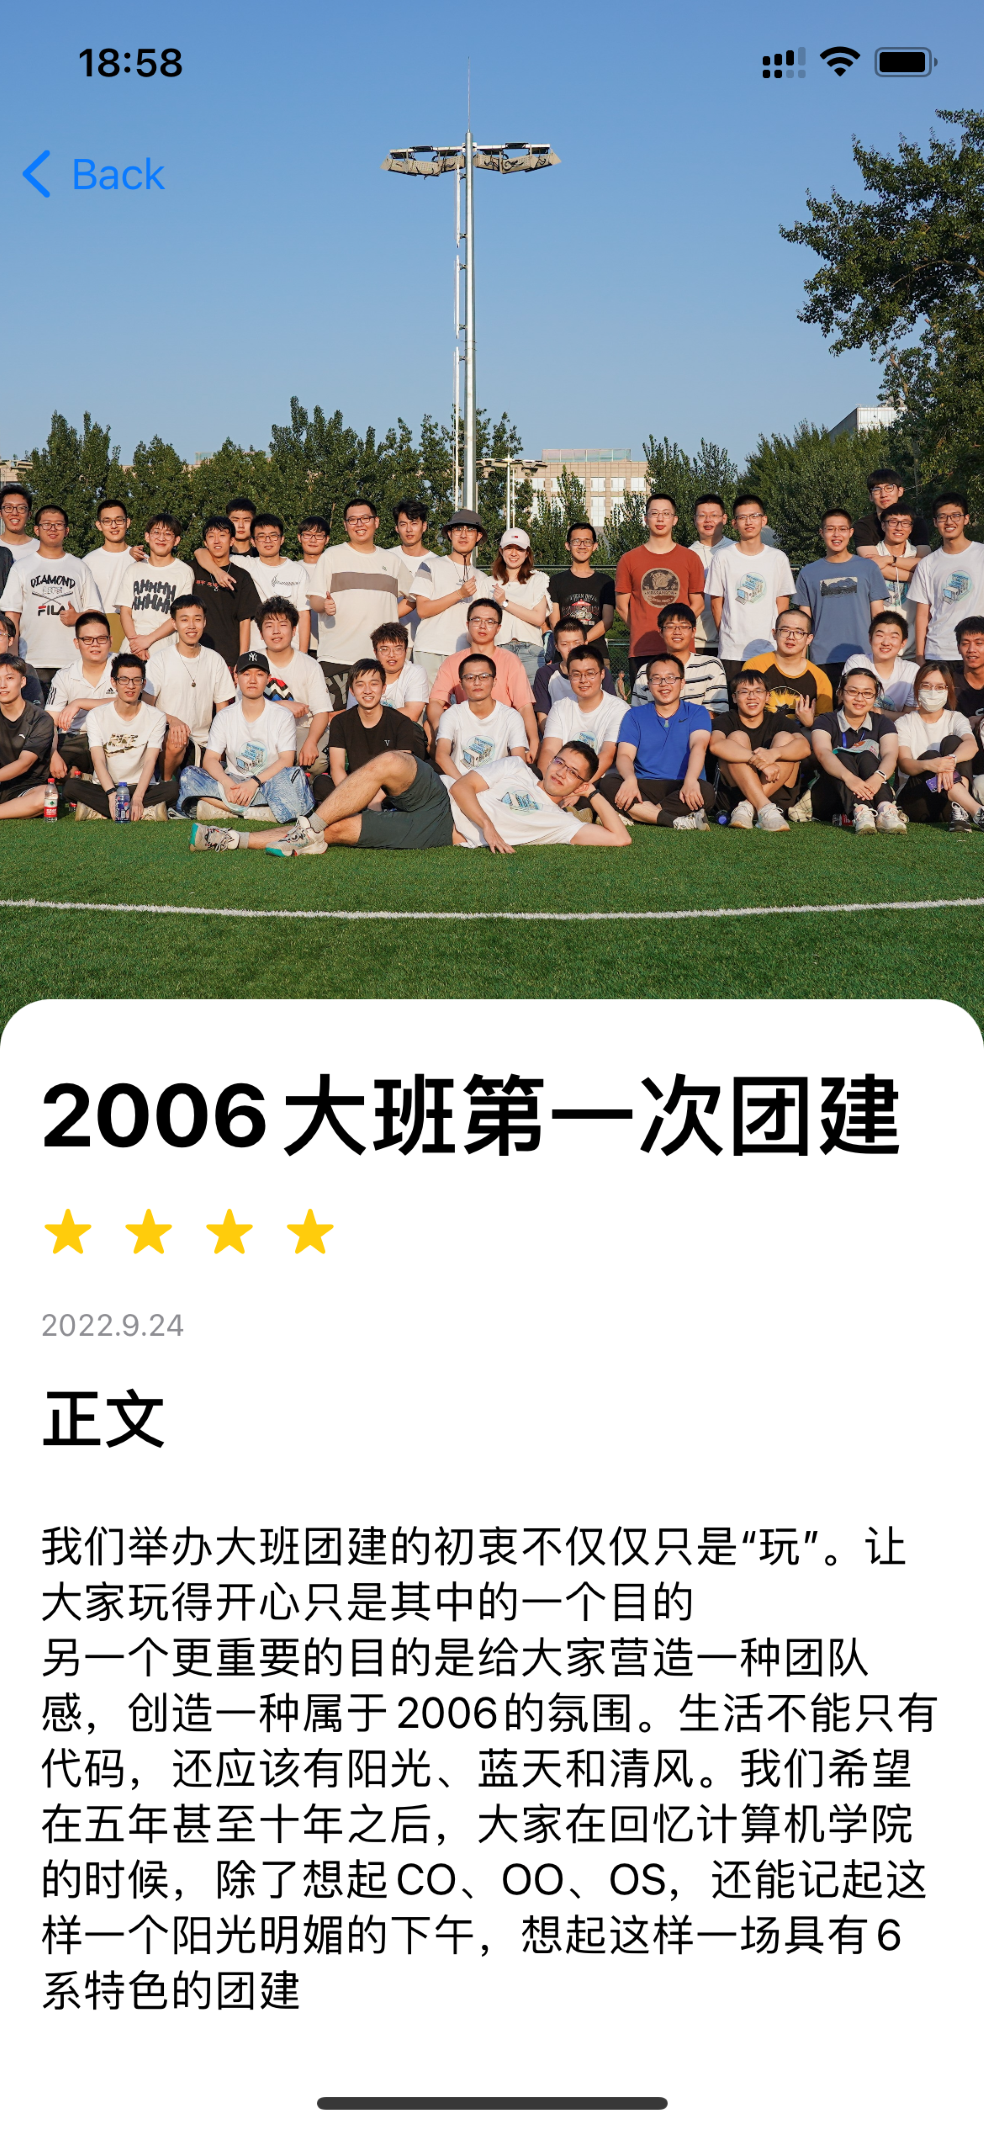 18:58
Back
DIAMOND
FILA
AHHHH
HHHH
2006大班第一次团建
2022.9.24
正文
我们举办大班团建的初衷不仅仅只是“玩”。让
大家玩得开心只是其中的一个目的
另一个更重要的目的是给大家营造一种团队
感，创造一种属于2006的氛围。生活不能只有
代码，还应该有阳光、蓝天和清风。我们希望
在五年甚至十年之后，大家在回忆计算机学院
的时候，除了想起CO、OO、OS，还能记起这
样一个阳光明媚的下午，想起这样一场具有6
系特色的团建